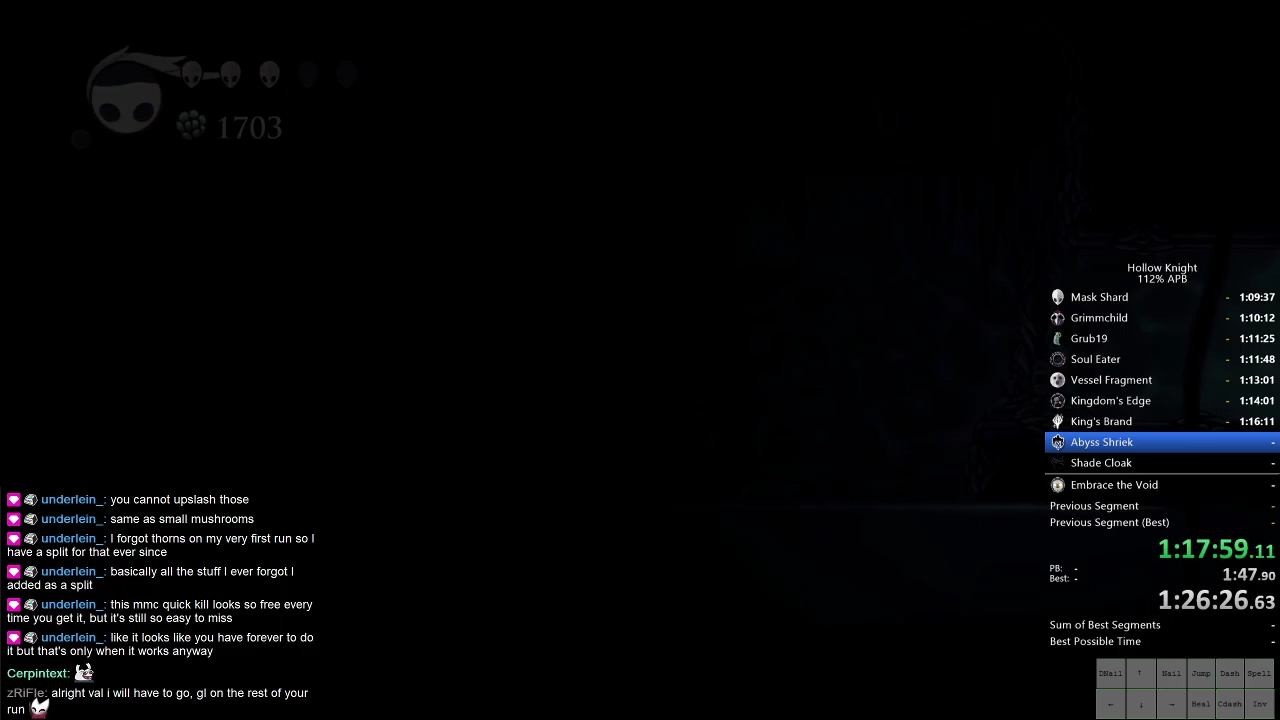 1703
Hollow Knight
112% APB
Mask Shard - 1:09:37
Grimmchild - 1:10:12
Grub19 - 1:11:25
Soul Eater - 1:11:48
Vessel Fragment - 1:13:01
Kingdom's Edge - 1:14:01
King's Brand - 1:16:11
Abyss Shriek -
Shade Cloak -
Embrace the Void -
Previous Segment -
Previous Segment (Best) -
1:17:59.11
PB: -
Best: - 1:47.90
1:26:26.63
Sum of Best Segments -
Best Possible Time -
DNail ↑ Nail Jump Dash Spell
← ↓ → Heal Cdash Inv
underlein_: you cannot upslash those
underlein_: same as small mushrooms
underlein_: I forgot thorns on my very first run so I
have a split for that ever since
underlein_: basically all the stuff I ever forgot I
added as a split
underlein_: this mmc quick kill looks so free every
time you get it, but it's still so easy to miss
underlein_: like it looks like you have forever to do
it but that's only when it works anyway
Cerpintext:
zRiFle: alright val i will have to go, gl on the rest of your
run